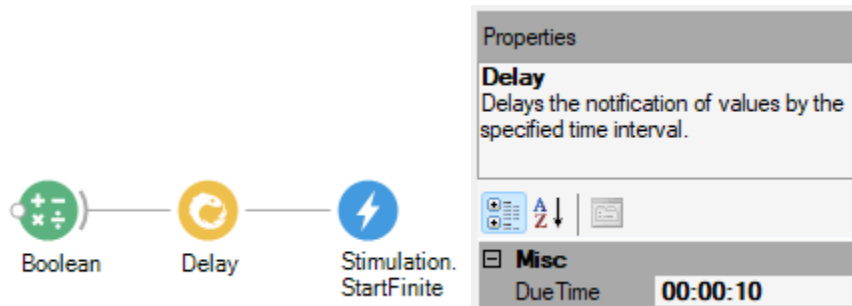 Properties
Delay
Delays the notification of values by the
specified time interval.
Boolean
Delay
Stimulation.
StartFinite
A
Z
Misc
DueTime 00:00:10